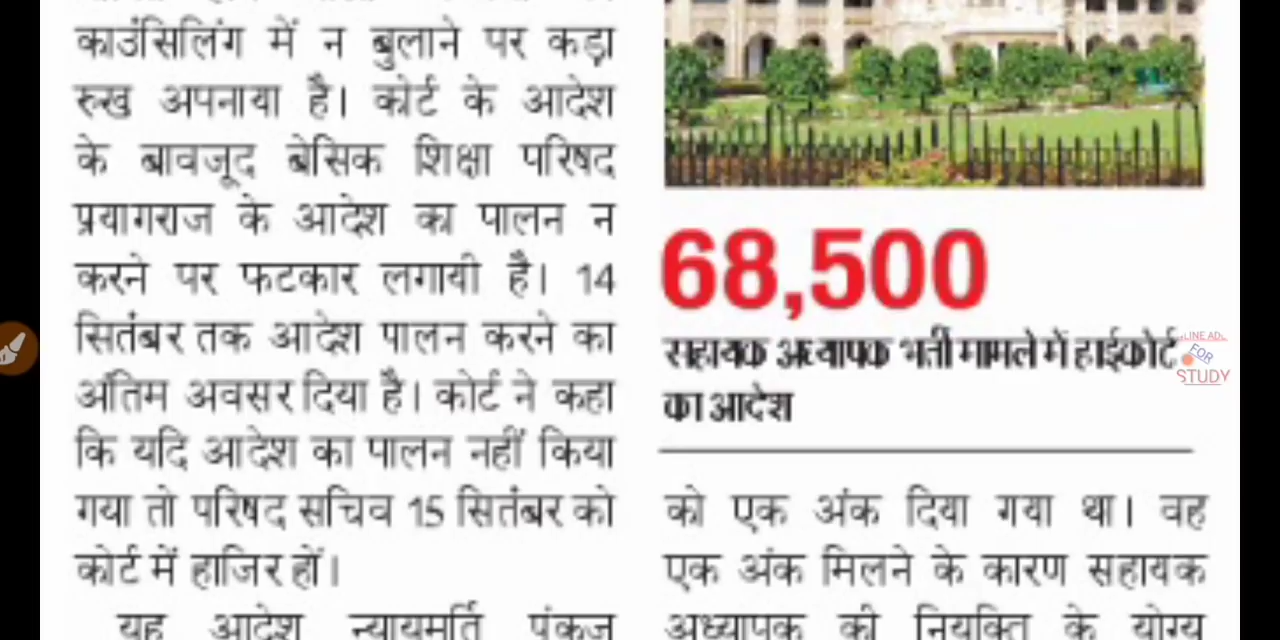 काउंसिलिंग में न बुलाने पर कड़ा
रुख अपनाया है। कोर्ट के आदेश
के बावजूद बेसिक शिक्षा परिषद
प्रयागराज के आदेश का पालन न
करने पर फटकार लगायी है। 14
सितंबर तक आदेश पालन करने का
अंतिम अवसर दिया है। कोर्ट ने कहा
कि यदि आदेश का पालन नहीं किया
गया तो परिषद सचिव 15 सितंबर को
कोर्ट में हाजिर हों।
यह आदेश न्यायमूर्ति पंकज
68,500
सहायक अध्यापक भर्ती मामले में हाईकोर्ट
का आदेश
को एक अंक दिया गया था। वह
एक अंक मिलने के कारण सहायक
अध्यापक की नियुक्ति के योग्य
FOR
STUDY